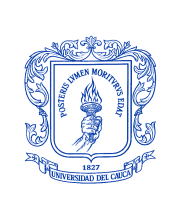 POSTERIS LVMEN MORITVRVS EDAT
1827
UNIVERSIDAD DEL CAUCA